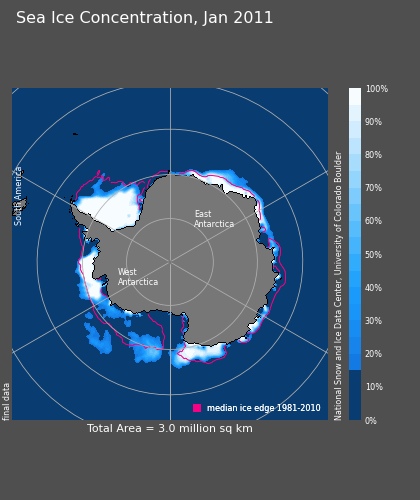 Sea Ice Concentration, Jan 2011
South America
East
Antarctica
West
Antarctica
final data
median ice edge 1981-2010
Total Area = 3.0 million sq km
National Snow and Ice Data Center, University of Colorado Boulder
100%
90%
80%
70%
60%
50%
40%
30%
20%
10%
0%